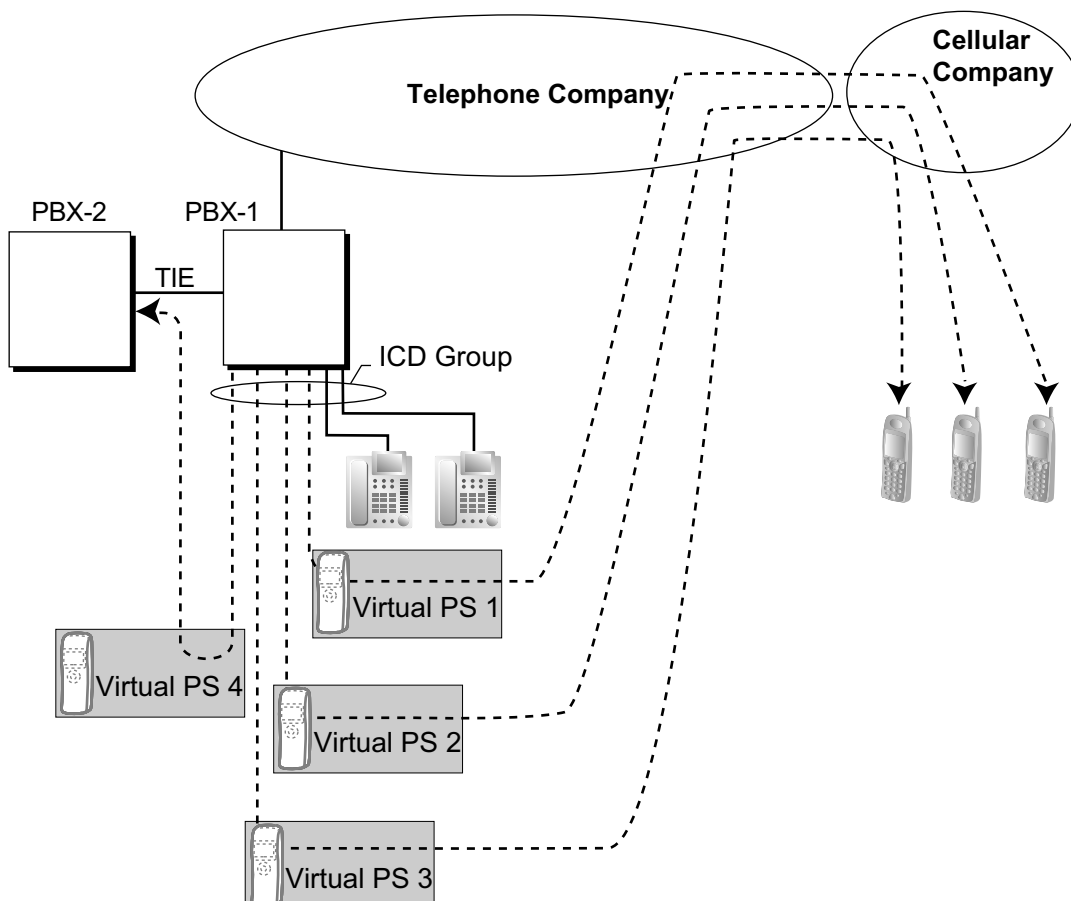 Cellular
Company
Telephone Company
PBX-2
PBX-1
TIE
ICD Group
Virtual PS 1
Virtual PS 4
Virtual PS 2
Virtual PS 3